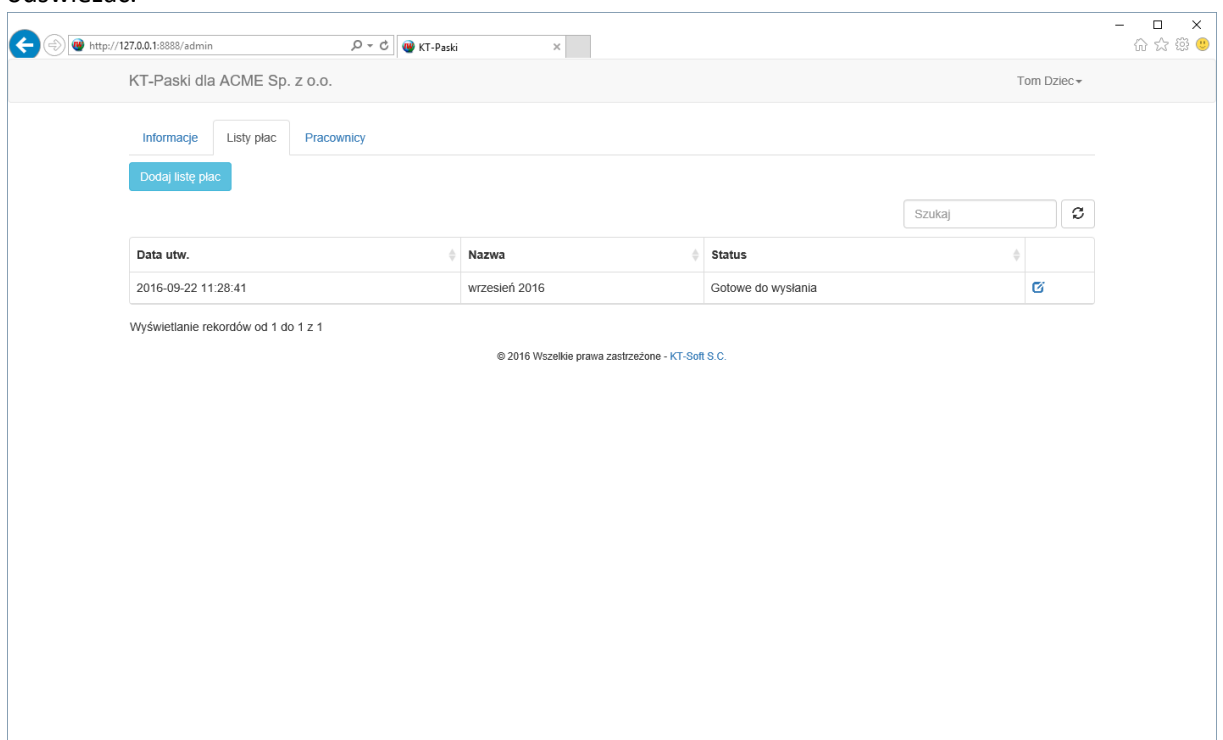 odświeżać.
http://127.0.0.1:8888/admin
KT-Paski
KT-Paski dla ACME Sp. z o.o.
Tom Dziec
Informacje Listy płac Pracownicy
Dodaj listę płac
Szukaj
Data utw. Nazwa Status
2016-09-22 11:28:41 wrzesień 2016 Gotowe do wysłania
Wyświetlanie rekordów od 1 do 1 z 1
© 2016 Wszelkie prawa zastrzeżone - KT-Soft S.C.